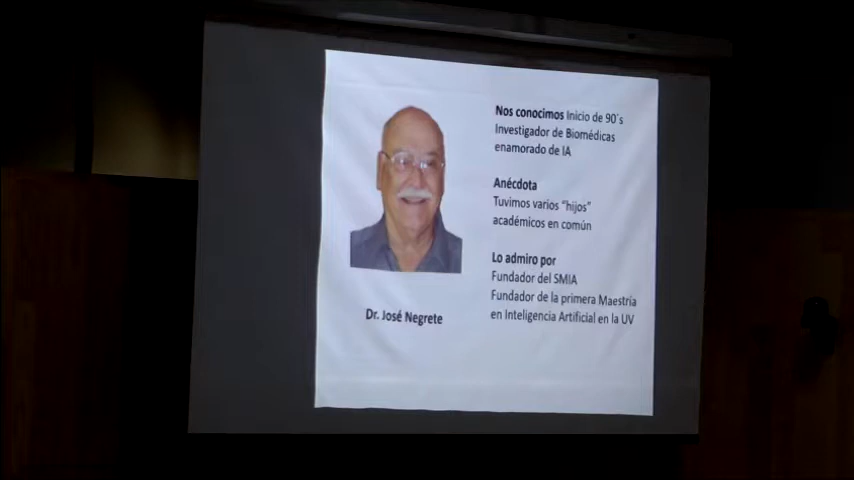 Nos conocimos Inicio de 90´s
Investigador de Biomédicas
enamorado de IA
Anécdota
Tuvimos varios “hijos”
académicos en común
Lo admiro por
Fundador del SMIA
Fundador de la primera Maestría
en Inteligencia Artificial en la UV
Dr. José Negrete